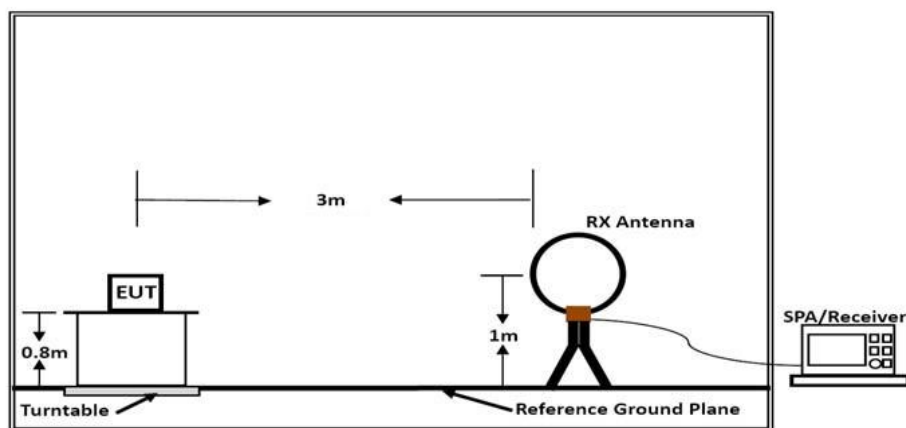 3m
RX Antenna
EUT
SPA/Receiver
0.8m
1m
Turntable
Reference Ground Plane